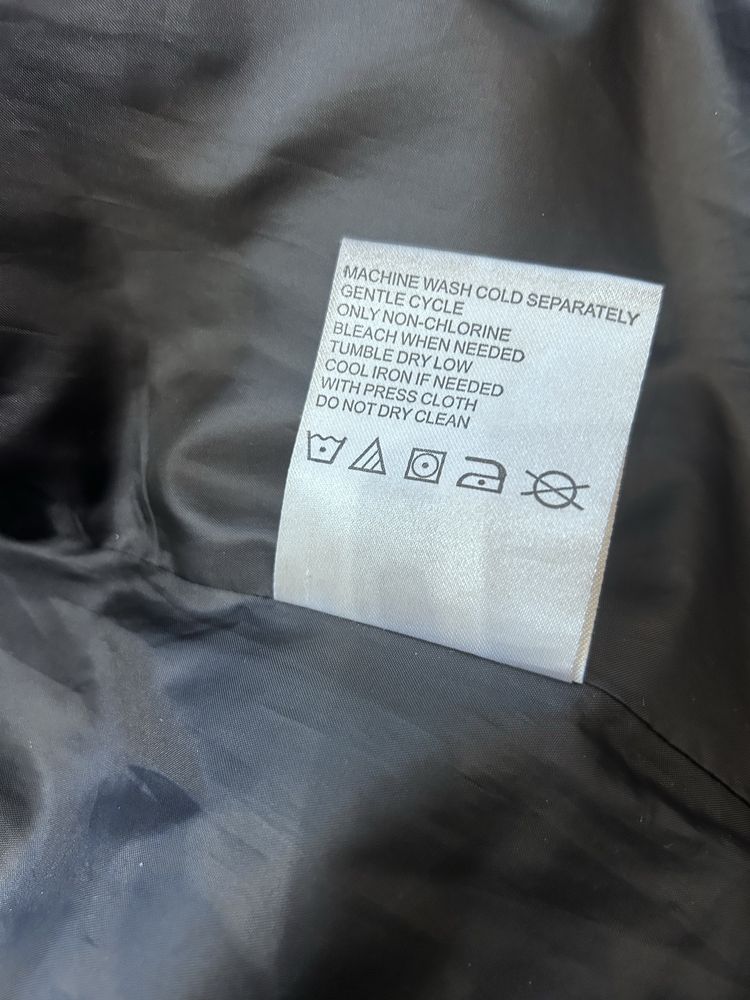 MACHINE WASH COLD SEPARATELY
GENTLE CYCLE
ONLY NON-CHLORINE
BLEACH WHEN NEEDED
TUMBLE DRY LOW
COOL IRON IF NEEDED
WITH PRESS CLOTH
DO NOT DRY CLEAN